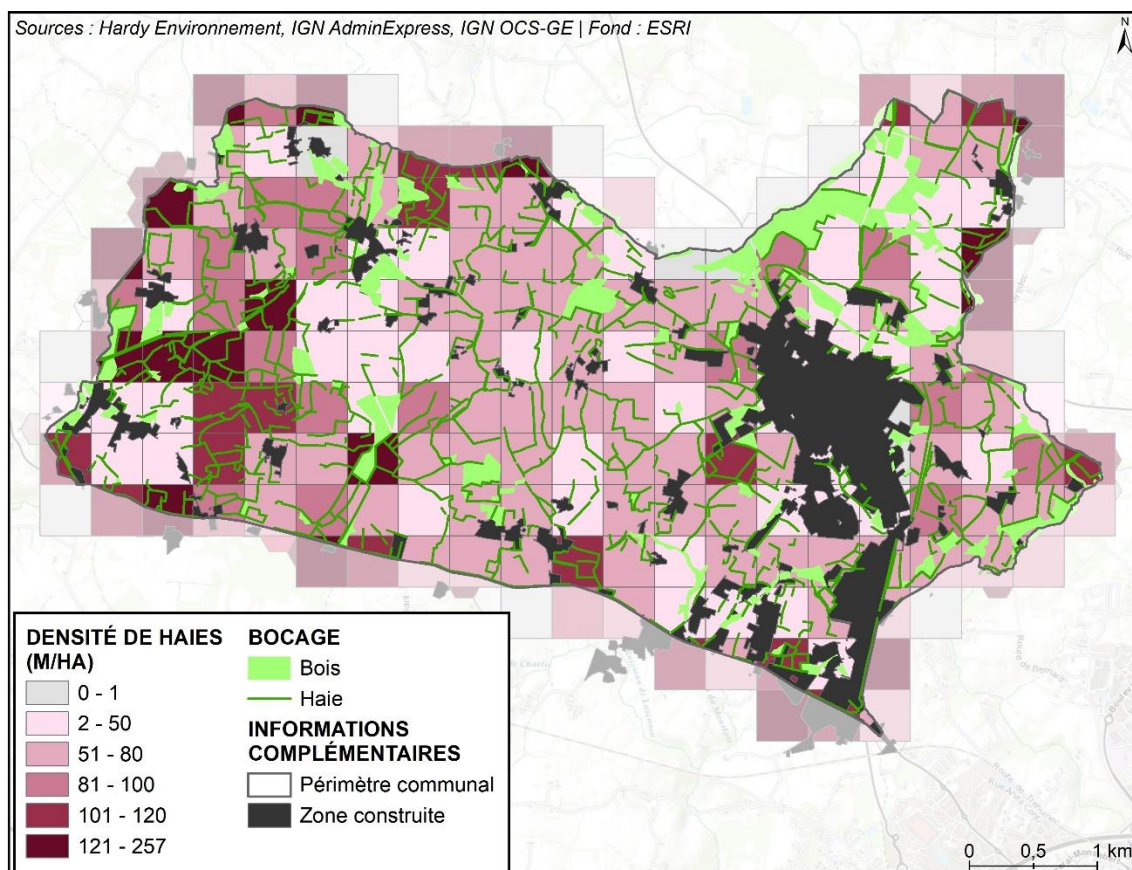 Sources : Hardy Environnement, IGN AdminExpress, IGN OCS-GE | Fond : ESRI
N
DENSITÉ DE HAIES
(M/HA)
0 - 1
2 - 50
51 - 80
81 - 100
101 - 120
121 - 257
BOCAGE
Bois
Haie
INFORMATIONS
COMPLÉMENTAIRES
Périmètre communal
Zone construite
0 0,5 1 km